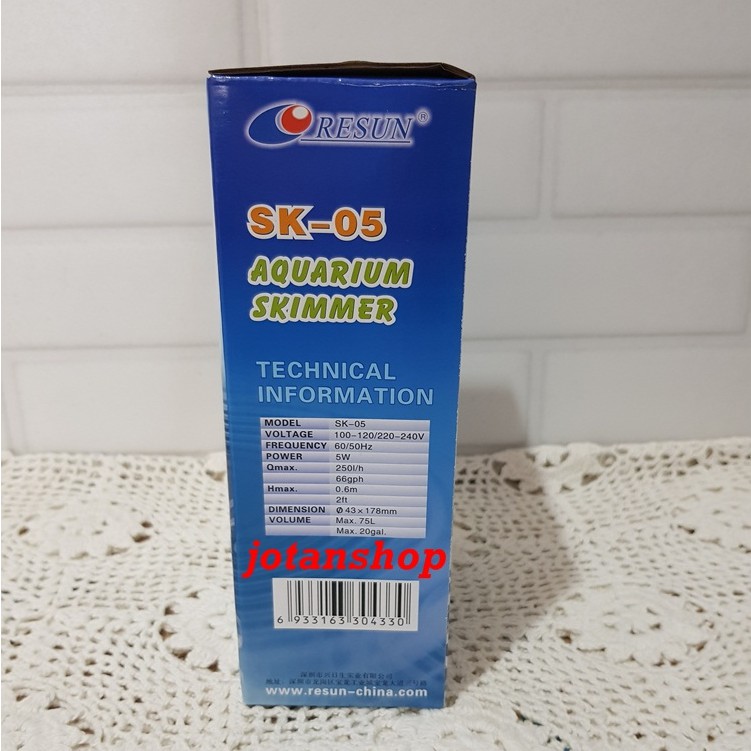 RESUN®
SK-05
AQUARIUM
SKIMMER
TECHNICAL
INFORMATION
MODEL SK-05
VOLTAGE 100-120/220-240V
FREQUENCY 60/50Hz
POWER 5W
Qmax. 250l/h
66gph
Hmax. 0.6m
2ft
DIMENSION Ø 43×178mm
VOLUME Max. 75L
Max. 20gal.
jotanshop
6 933163 304330
www.resun-china.com